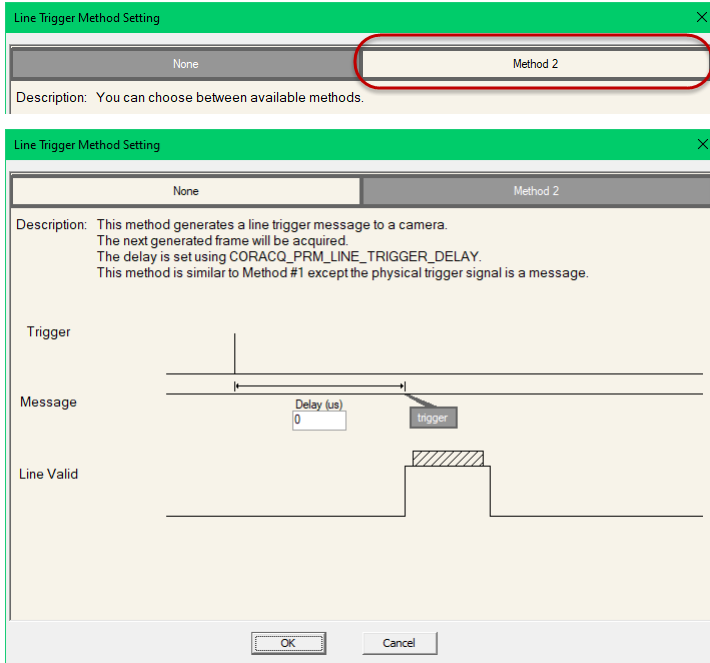 Line Trigger Method Setting
None
Method 2
Description: You can choose between available methods.
Line Trigger Method Setting
None
Method 2
Description: This method generates a line trigger message to a camera.
The next generated frame will be acquired.
The delay is set using CORACQ_PRM_LINE_TRIGGER_DELAY.
This method is similar to Method #1 except the physical trigger signal is a message.
Trigger
Message
Delay (us)
0
trigger
Line Valid
OK
Cancel